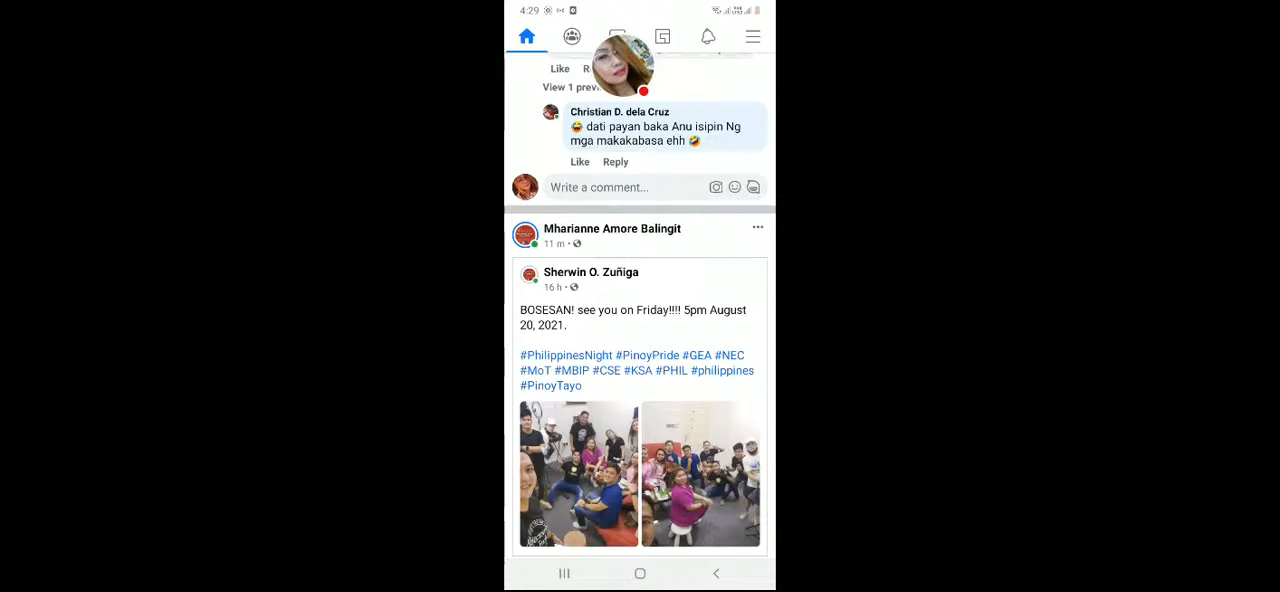 4:29
Like
View 1 previ
Christian D. dela Cruz
😂 dati payan baka Anu isipin Ng
mga makakabasa ehh 🤣
Like Reply
Write a comment...
Mharianne Amore Balingit
11 m •
Sherwin O. Zuñiga
16 h •
BOSESAN! see you on Friday!!!! 5pm August
20, 2021.
#PhilippinesNight #PinoyPride #GEA #NEC
#MoT #MBIP #CSE #KSA #PHIL #philippines
#PinoyTayo